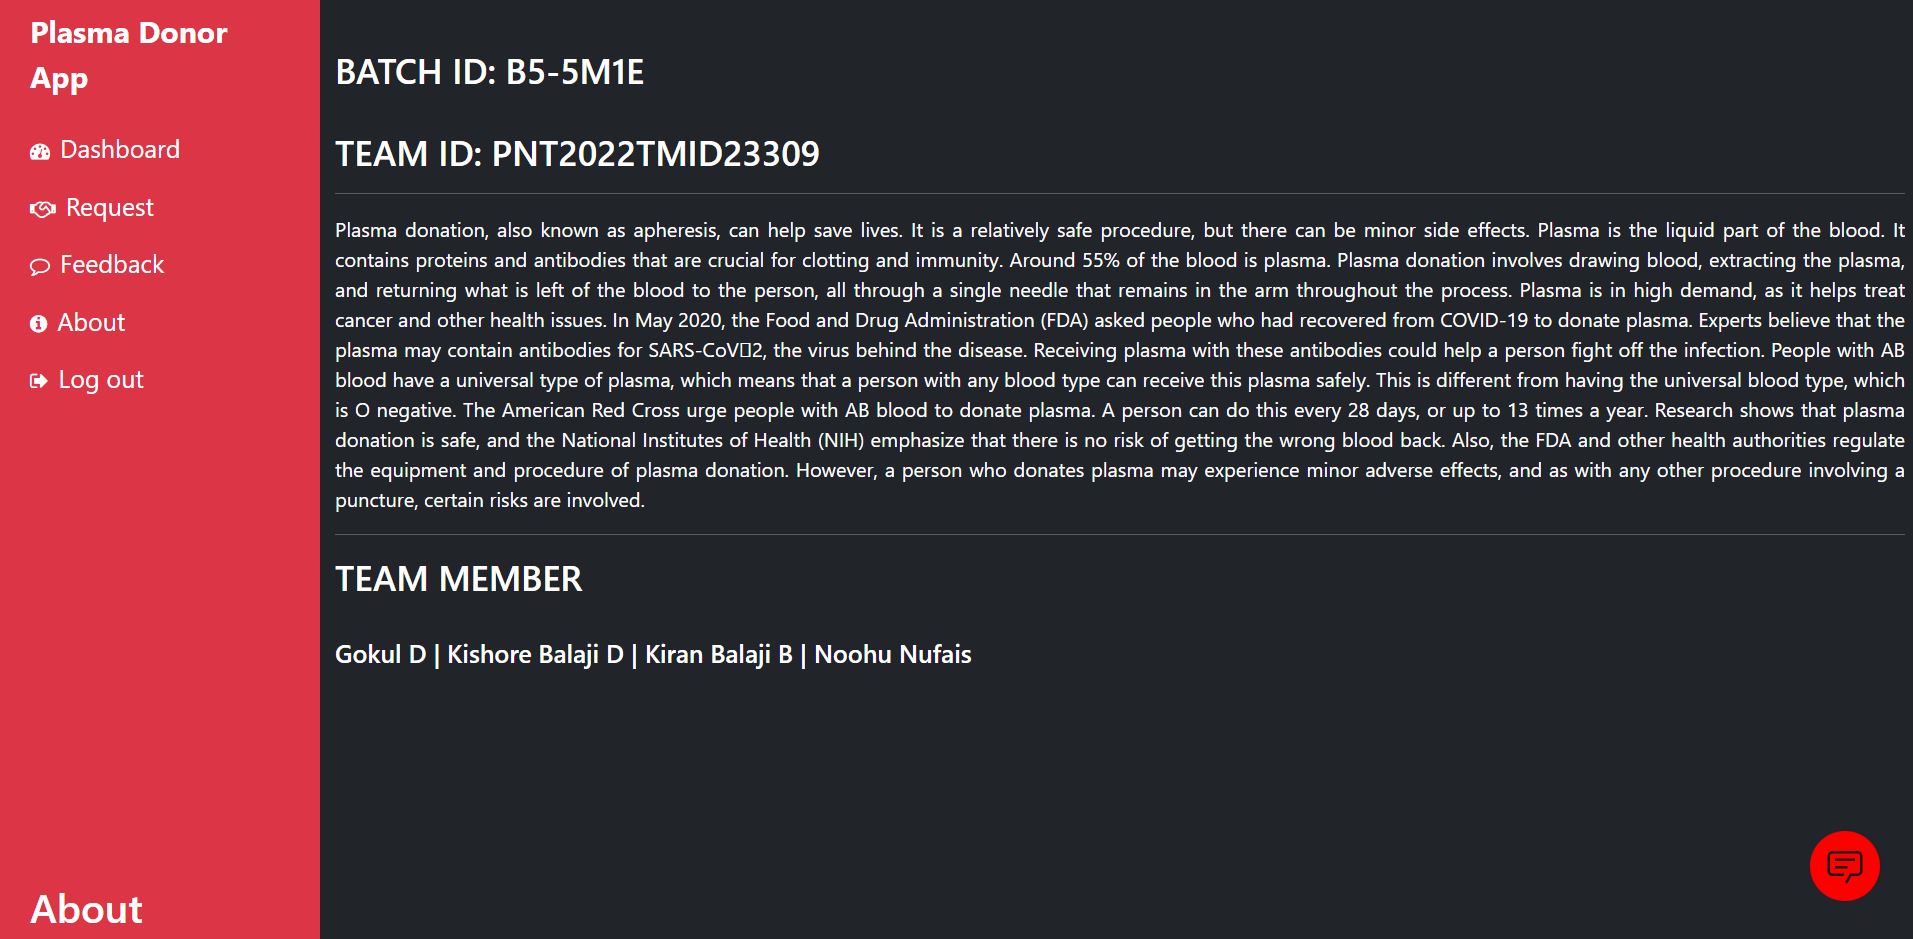 Plasma Donor
App
Dashboard
Request
Feedback
About
Log out
About
BATCH ID: B5-5M1E
TEAM ID: PNT2022TMID23309
Plasma donation, also known as apheresis, can help save lives. It is a relatively safe procedure, but there can be minor side effects. Plasma is the liquid part of the blood. It
contains proteins and antibodies that are crucial for clotting and immunity. Around 55% of the blood is plasma. Plasma donation involves drawing blood, extracting the plasma,
and returning what is left of the blood to the person, all through a single needle that remains in the arm throughout the process. Plasma is in high demand, as it helps treat
cancer and other health issues. In May 2020, the Food and Drug Administration (FDA) asked people who had recovered from COVID-19 to donate plasma. Experts believe that the
plasma may contain antibodies for SARS-CoV▯2, the virus behind the disease. Receiving plasma with these antibodies could help a person fight off the infection. People with AB
blood have a universal type of plasma, which means that a person with any blood type can receive this plasma safely. This is different from having the universal blood type, which
is O negative. The American Red Cross urge people with AB blood to donate plasma. A person can do this every 28 days, or up to 13 times a year. Research shows that plasma
donation is safe, and the National Institutes of Health (NIH) emphasize that there is no risk of getting the wrong blood back. Also, the FDA and other health authorities regulate
the equipment and procedure of plasma donation. However, a person who donates plasma may experience minor adverse effects, and as with any other procedure involving a
puncture, certain risks are involved.
TEAM MEMBER
Gokul D | Kishore Balaji D | Kiran Balaji B | Noohu Nufais